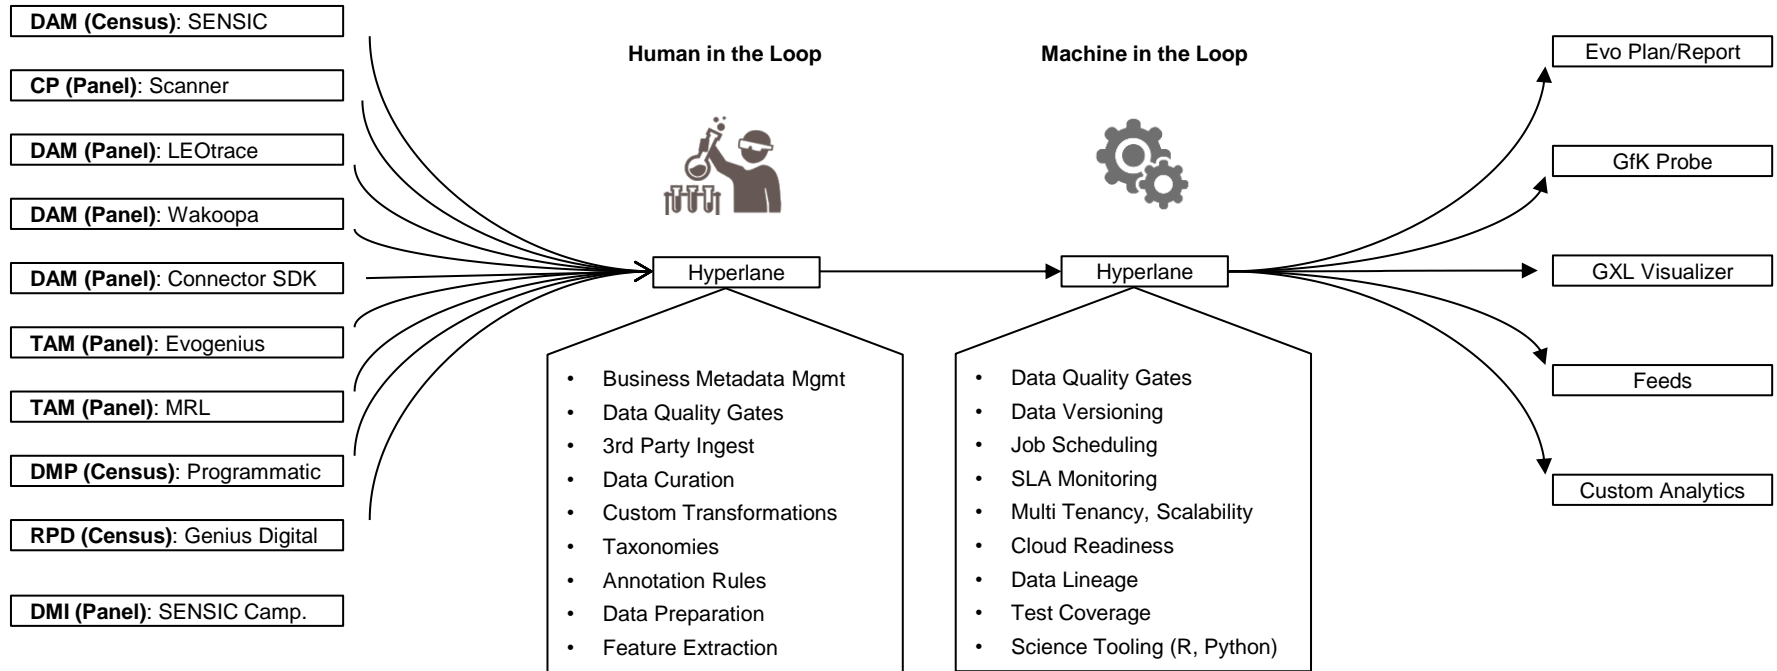 DAM (Census): SENSIC
CP (Panel): Scanner
DAM (Panel): LEOtrace
DAM (Panel): Wakoopa
DAM (Panel): Connector SDK
TAM (Panel): Evogenius
TAM (Panel): MRL
DMP (Census): Programmatic
RPD (Census): Genius Digital
DMI (Panel): SENSIC Camp.
Human in the Loop
Hyperlane
• Business Metadata Mgmt
• Data Quality Gates
• 3rd Party Ingest
• Data Curation
• Custom Transformations
• Taxonomies
• Annotation Rules
• Data Preparation
• Feature Extraction
Machine in the Loop
Hyperlane
• Data Quality Gates
• Data Versioning
• Job Scheduling
• SLA Monitoring
• Multi Tenancy, Scalability
• Cloud Readiness
• Data Lineage
• Test Coverage
• Science Tooling (R, Python)
Evo Plan/Report
GfK Probe
GXL Visualizer
Feeds
Custom Analytics